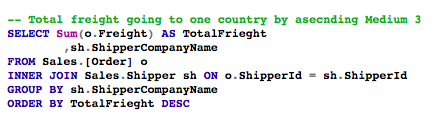 -- Total freight going to one country by asecnding Medium 3
SELECT Sum(o.Freight) AS TotalFrieght
,sh.ShipperCompanyName
FROM Sales.[Order] o
INNER JOIN Sales.Shipper sh ON o.ShipperId = sh.ShipperId
GROUP BY sh.ShipperCompanyName
ORDER BY TotalFrieght DESC